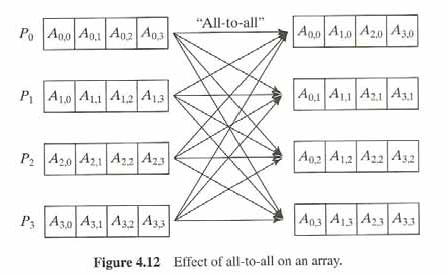 "All-to-all"
P0 A0,0 A0,1 A0,2 A0,3 A0,0 A1,0 A2,0 A3,0
P1 A1,0 A1,1 A1,2 A1,3 A0,1 A1,1 A2,1 A3,1
P2 A2,0 A2,1 A2,2 A2,3 A0,2 A1,2 A2,2 A3,2
P3 A3,0 A3,1 A3,2 A3,3 A0,3 A1,3 A2,3 A3,3
Figure 4.12 Effect of all-to-all on an array.